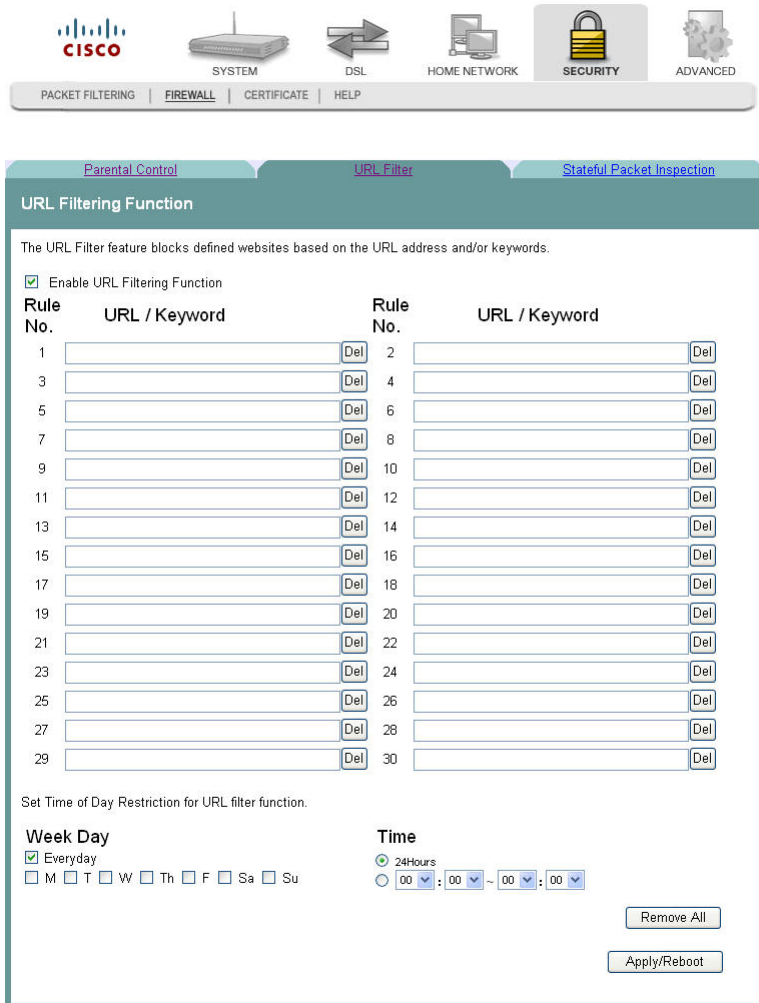 CISCO
SYSTEM DSL HOME NETWORK SECURITY ADVANCED
PACKET FILTERING | FIREWALL | CERTIFICATE | HELP
Parental Control URL Filter Stateful Packet Inspection
URL Filtering Function
The URL Filter feature blocks defined websites based on the URL address and/or keywords.
Enable URL Filtering Function
Rule No. URL / Keyword Rule No. URL / Keyword
1 Del 2 Del
3 Del 4 Del
5 Del 6 Del
7 Del 8 Del
9 Del 10 Del
11 Del 12 Del
13 Del 14 Del
15 Del 16 Del
17 Del 18 Del
19 Del 20 Del
21 Del 22 Del
23 Del 24 Del
25 Del 26 Del
27 Del 28 Del
29 Del 30 Del
Set Time of Day Restriction for URL filter function.
Week Day Time
Everyday 24Hours
M T W Th F Sa Su 00 : 00 ~ 00 : 00
Remove All
Apply/Reboot